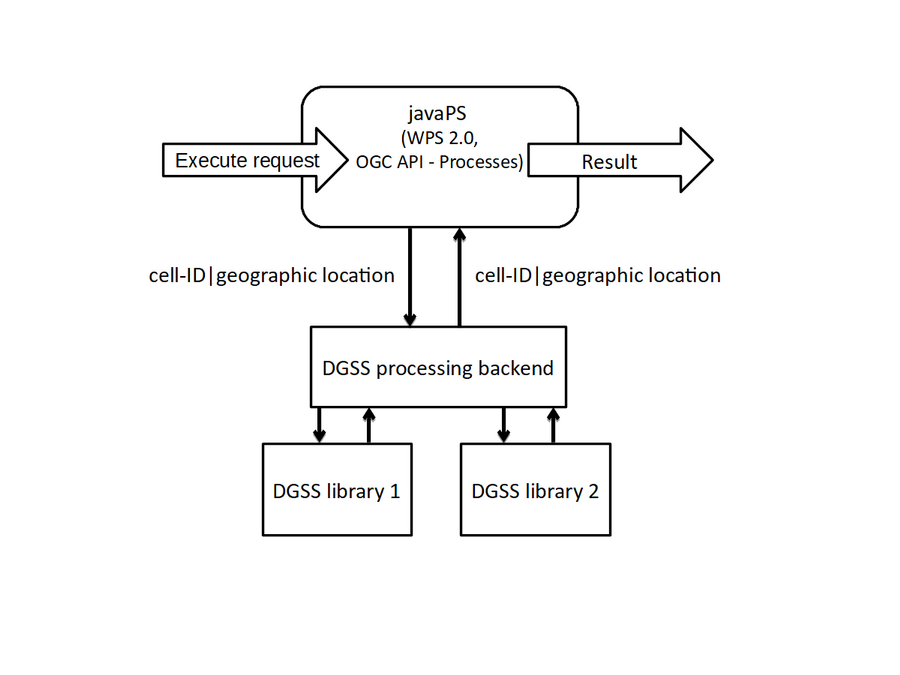 javaPS
(WPS 2.0,
Execute request
OGC API - Processes)
Result
cell-ID|geographic location
cell-ID|geographic location
DGSS processing backend
DGSS library 1
DGSS library 2